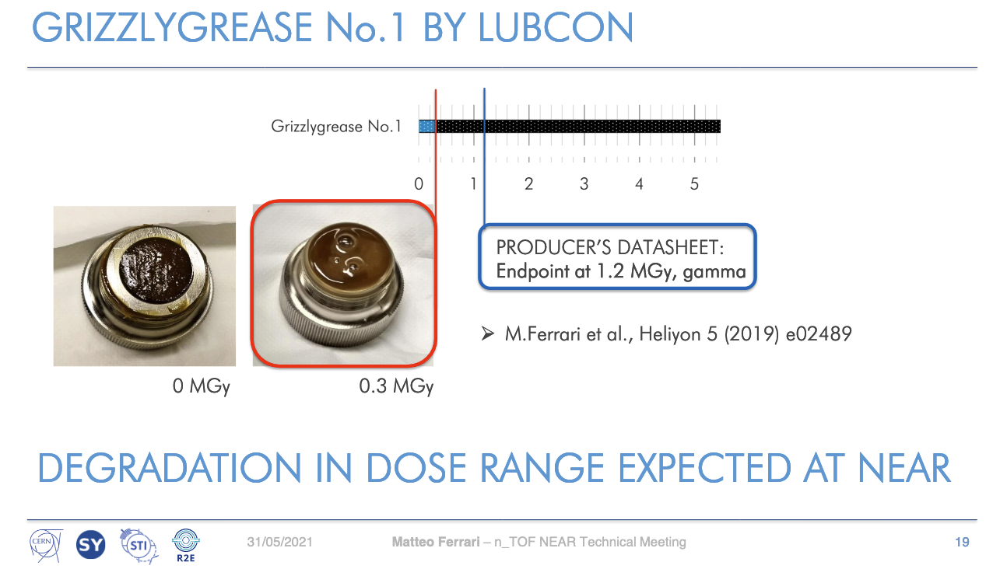 GRIZZLYGREASE No.1 BY LUBCON
Grizzlygrease No.1
0 1 2 3 4 5
PRODUCER'S DATASHEET:
Endpoint at 1.2 MGy, gamma
➢ M.Ferrari et al., Heliyon 5 (2019) e02489
0 MGy 0.3 MGy
DEGRADATION IN DOSE RANGE EXPECTED AT NEAR
CERN SY STI R2E 31/05/2021 Matteo Ferrari – n_TOF NEAR Technical Meeting 19